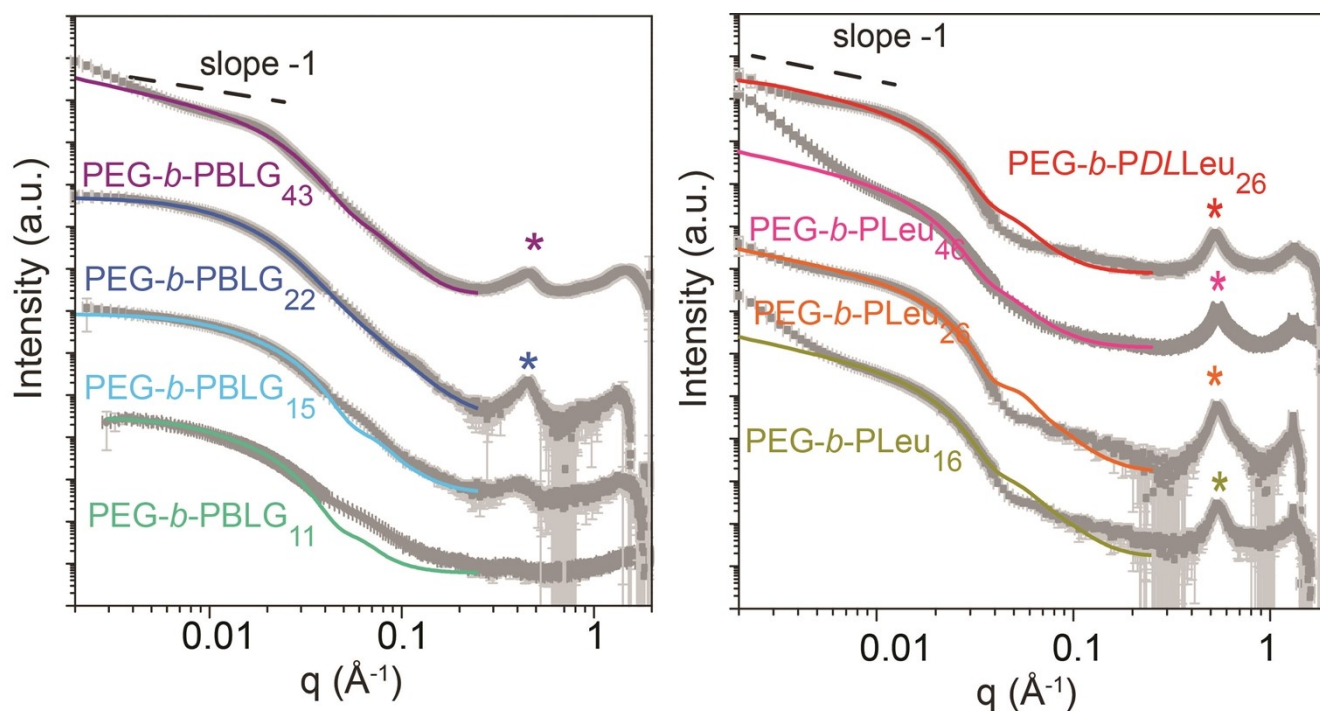 slope -1
PEG-b-PBLG43
*
PEG-b-PBLG22
*
PEG-b-PBLG15
PEG-b-PBLG11
Intensity (a.u.)
0.01 0.1 1
q (Å-1)
slope -1
PEG-b-PDLLeu26
*
PEG-b-PLeu46
*
PEG-b-PLeu26
*
PEG-b-PLeu16
*
Intensity (a.u.)
0.01 0.1 1
q (Å-1)